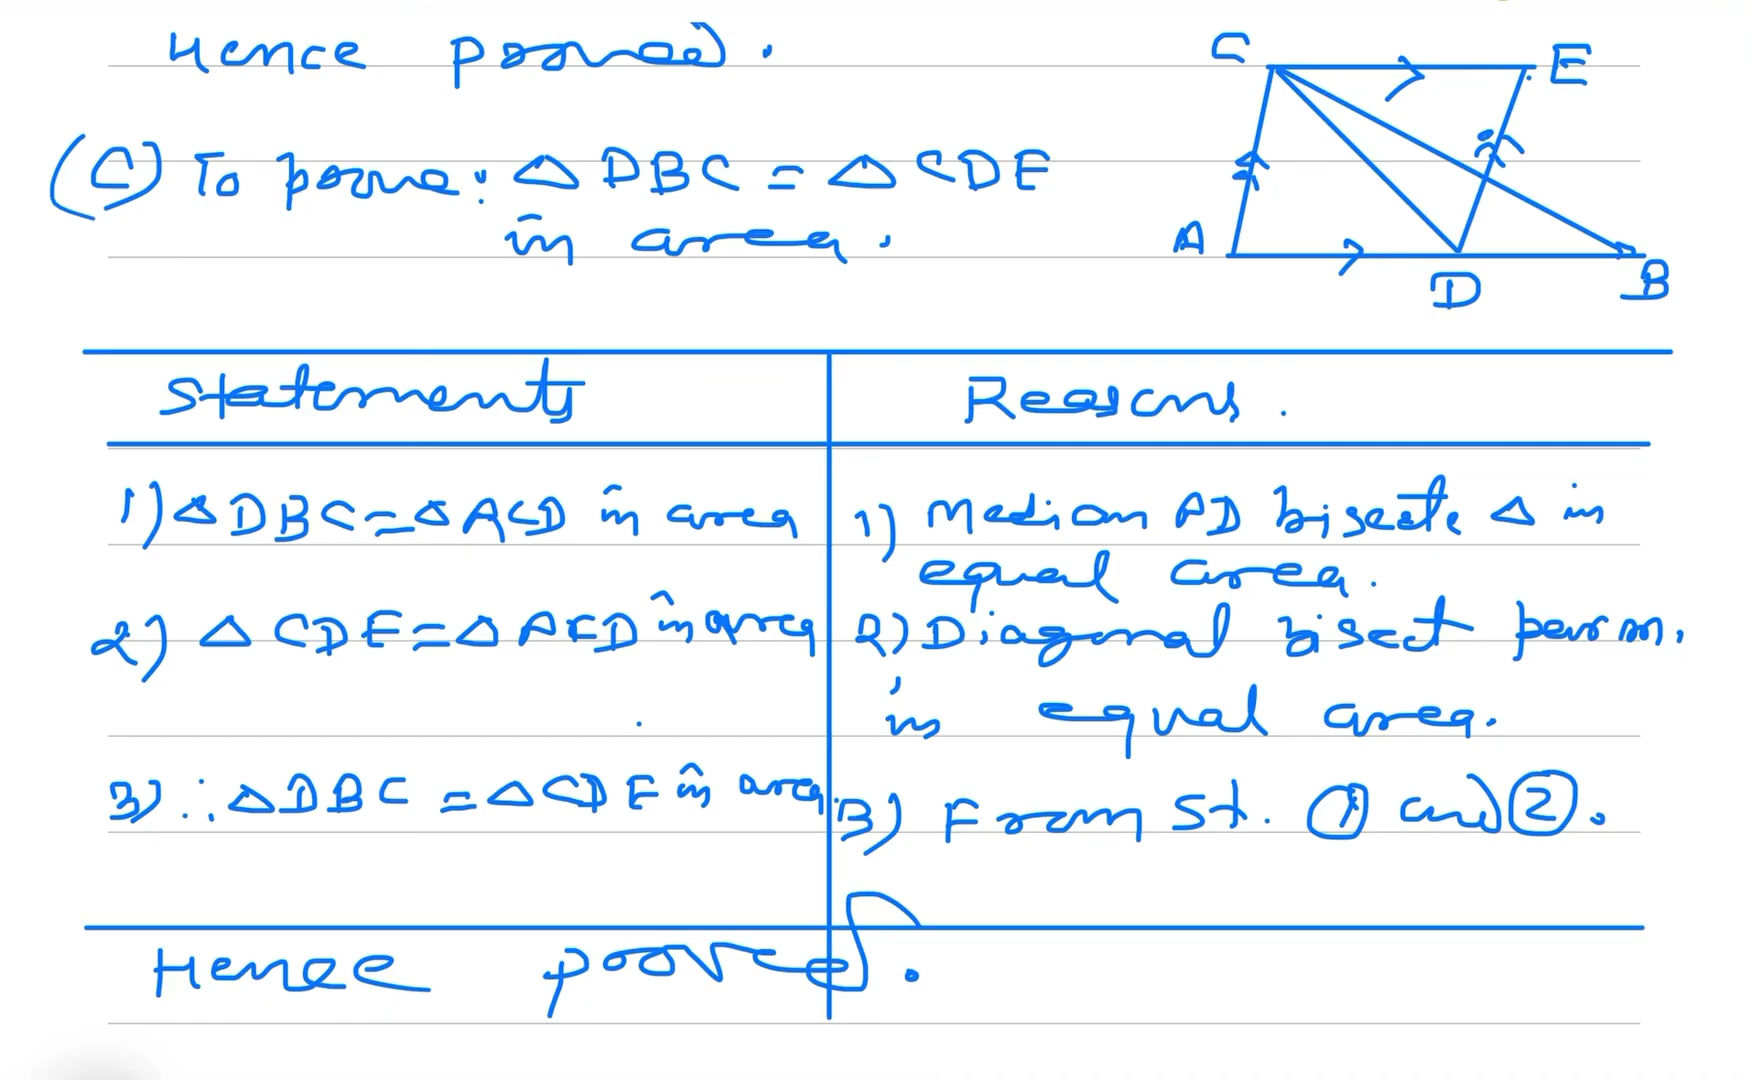 Hence proved.
C E
(C) To prove: △DBC = △CDE
in area.
A D B
Statements Reasons.
1) △DBC = △ACD in area 1) Median AD bisects △ in
equal area.
2) △CDE = △AED in area 2) Diagonal bisect parm.
in equal area.
3) ∴ △DBC = △CDE in area 3) From St. ① and ②.
Hence proved.